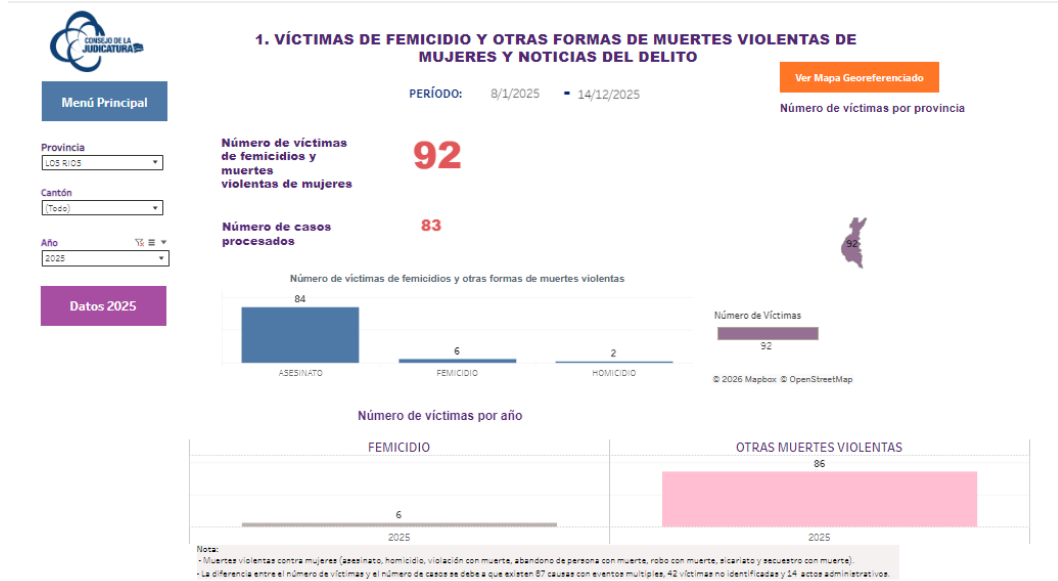 CONSEJO DE LA
JUDICATURA
1. VÍCTIMAS DE FEMICIDIO Y OTRAS FORMAS DE MUERTES VIOLENTAS DE
MUJERES Y NOTICIAS DEL DELITO
Ver Mapa Georeferenciado
Menú Principal
PERÍODO: 8/1/2025 - 14/12/2025
Número de víctimas por provincia
Provincia
LOS RIOS
Cantón
(Todo)
Año
2025
Datos 2025
Número de víctimas
de femicidios y
muertes
violentas de mujeres
92
Número de casos
procesados
83
92
Número de víctimas de femicidios y otras formas de muertes violentas
84
6
2
ASESINATO
FEMICIDIO
HOMICIDIO
Número de Víctimas
92
© 2026 Mapbox © OpenStreetMap
Número de víctimas por año
FEMICIDIO
OTRAS MUERTES VIOLENTAS
6
86
2025
2025
Nota:
- Muertes violentas contra mujeres (asesinato, homicidio, violación con muerte, abandono de persona con muerte, robo con muerte, sicariato y secuestro con muerte).
- La diferencia entre el número de víctimas y el número de casos se debe a que existen 87 causas con eventos multiples, 42 víctimas no identificadas y 14 actos administrativos.